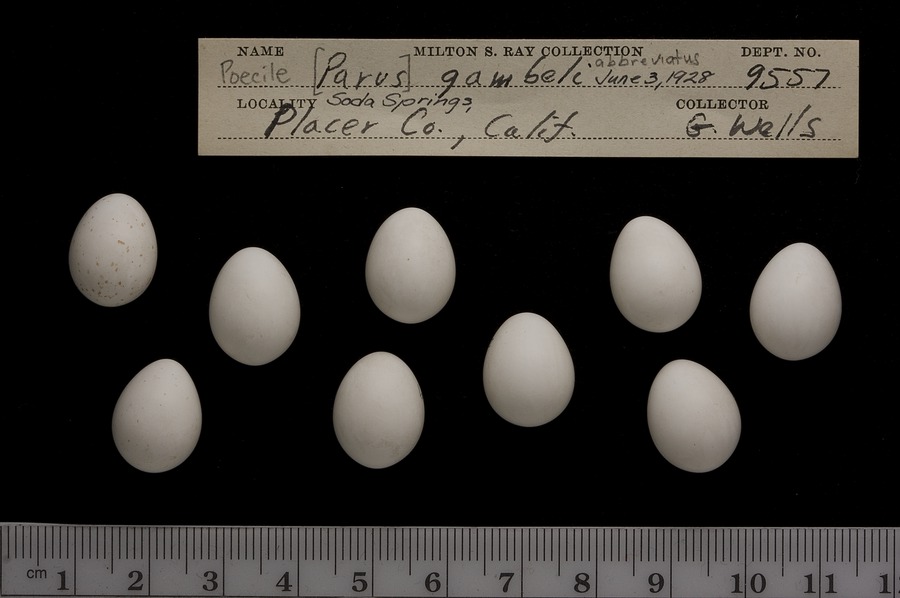 NAME MILTON S. RAY COLLECTION DEPT. NO.
Poecile [Parus] gambeli abbreviatus June 3, 1928 9557
LOCALITY Soda Springs, COLLECTOR
Placer Co., Calif. G. Wells
cm 1 2 3 4 5 6 7 8 9 10 11 1